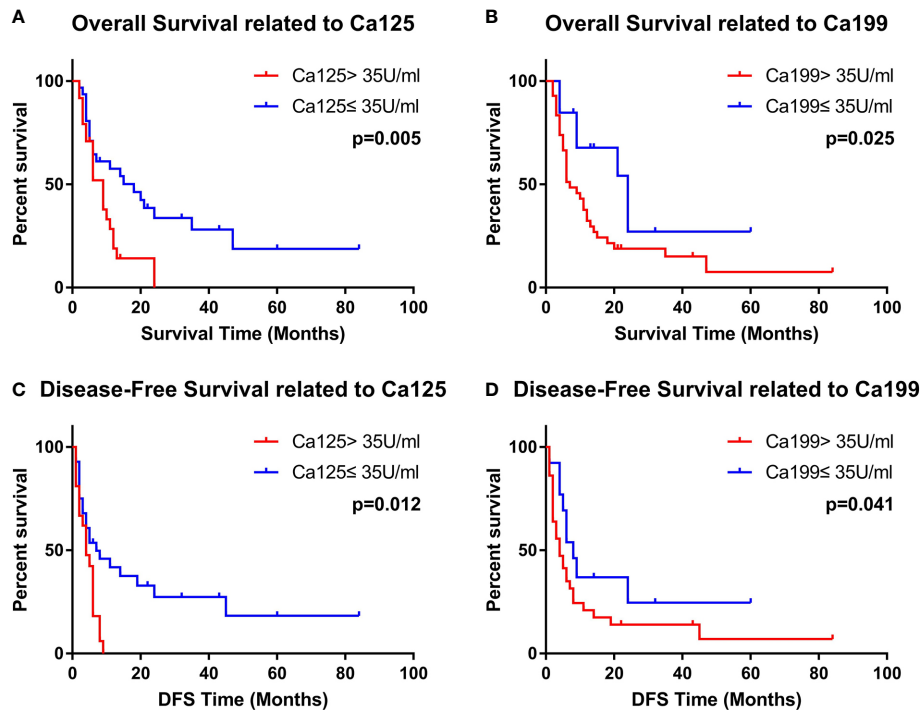 A
Overall Survival related to Ca125
Percent survival
100
50
0
Ca125> 35U/ml
Ca125≤ 35U/ml
p=0.005
0 20 40 60 80 100
Survival Time (Months)
B
Overall Survival related to Ca199
Percent survival
100
50
0
Ca199> 35U/ml
Ca199≤ 35U/ml
p=0.025
0 20 40 60 80 100
Survival Time (Months)
C
Disease-Free Survival related to Ca125
Percent survival
100
50
0
Ca125> 35U/ml
Ca125≤ 35U/ml
p=0.012
0 20 40 60 80 100
DFS Time (Months)
D
Disease-Free Survival related to Ca199
Percent survival
100
50
0
Ca199> 35U/ml
Ca199≤ 35U/ml
p=0.041
0 20 40 60 80 100
DFS Time (Months)